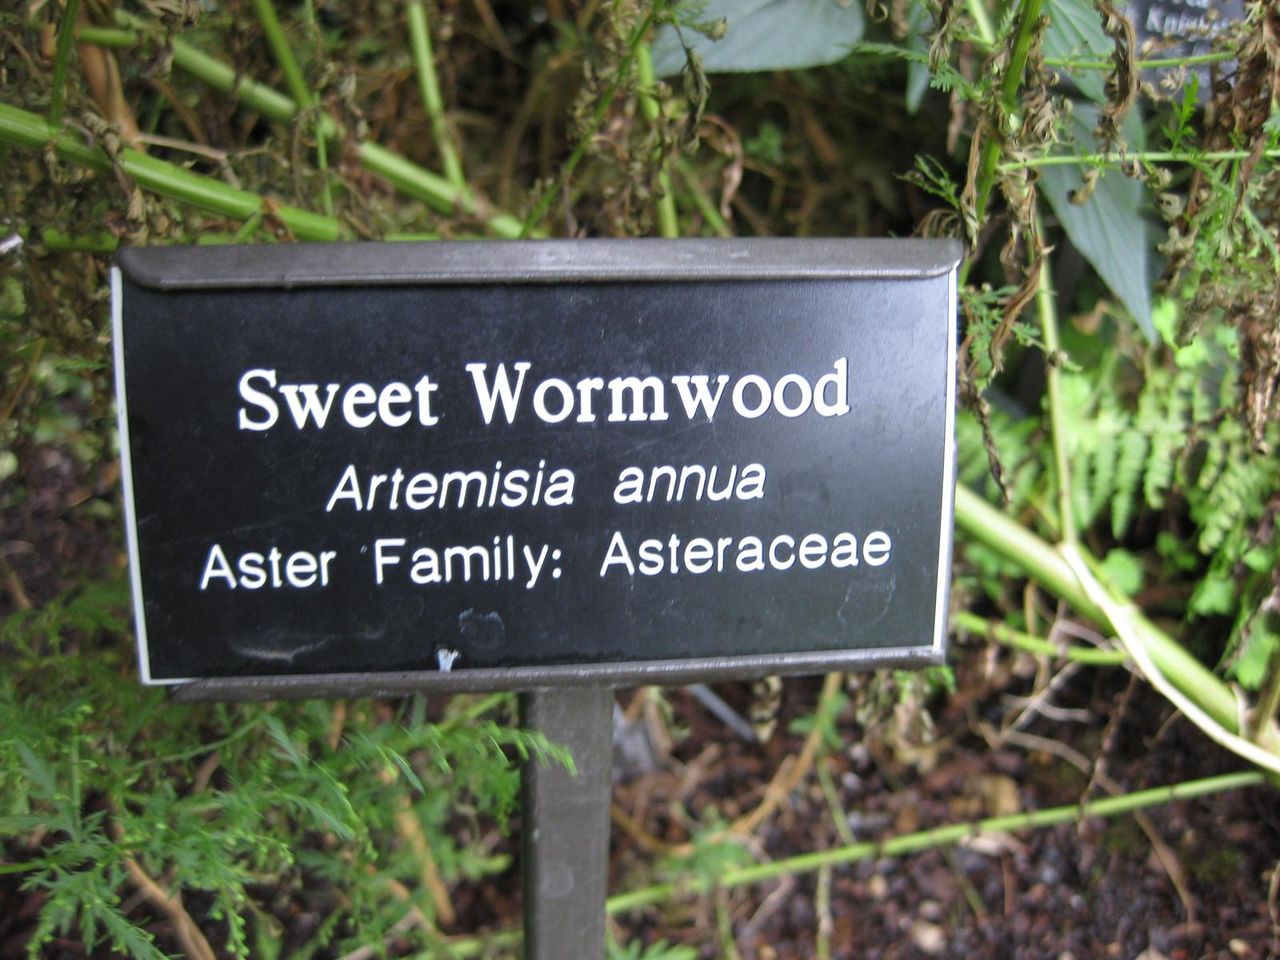 Sweet Wormwood
Artemisia annua
Aster Family: Asteraceae